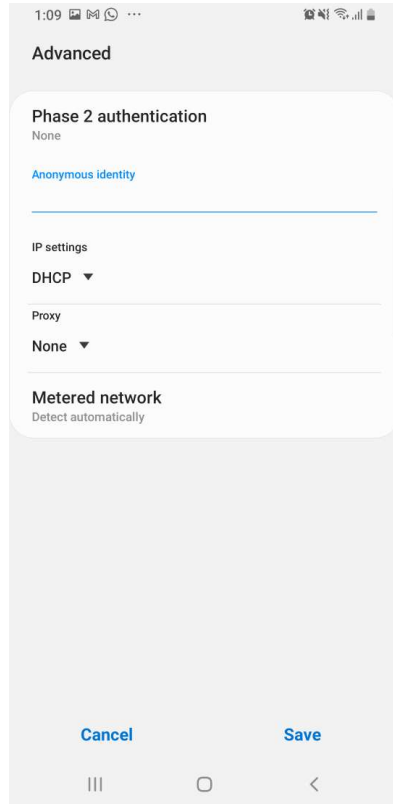 1:09
Advanced
Phase 2 authentication
None
Anonymous identity
IP settings
DHCP
Proxy
None
Metered network
Detect automatically
Cancel Save